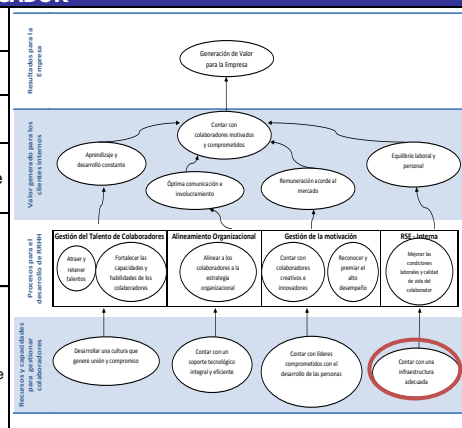 CADOR
Resultados para la
Empresa
Generación de Valor
para la Empresa
Valor generado para los
clientes internos
Contar con
colaboradores motivados
y comprometidos
Aprendizaje y
desarrollo constante
Equilibrio laboral y
personal
e
Óptima comunicación e
involucramiento
Remuneración acorde al
mercado
Procesos para el
desarrollo de RRHH
Gestión del Talento de Colaboradores
Alineamiento Organizacional
Gestión de la motivación
RSE - Interna
Atraer y
retener
talentos
Fortalecer las
capacidades y
habilidades de los
colaboradores
Alinear a los
colaboradores a la
estrategia
organizacional
Contar con
colaboradores
creativos e
innovadores
Reconocer y
premiar el
alto
desempeño
Mejorar las
condiciones
laborales y calidad
de vida del
colaborador
Recursos y capacidades
para gestionar
colaboradores
Desarrollar una cultura que
genere unión y compromiso
Contar con un
soporte tecnológico
integral y eficiente
Contar con líderes
comprometidos con el
desarrollo de las personas
Contar con una
infraestructura
adecuada
e